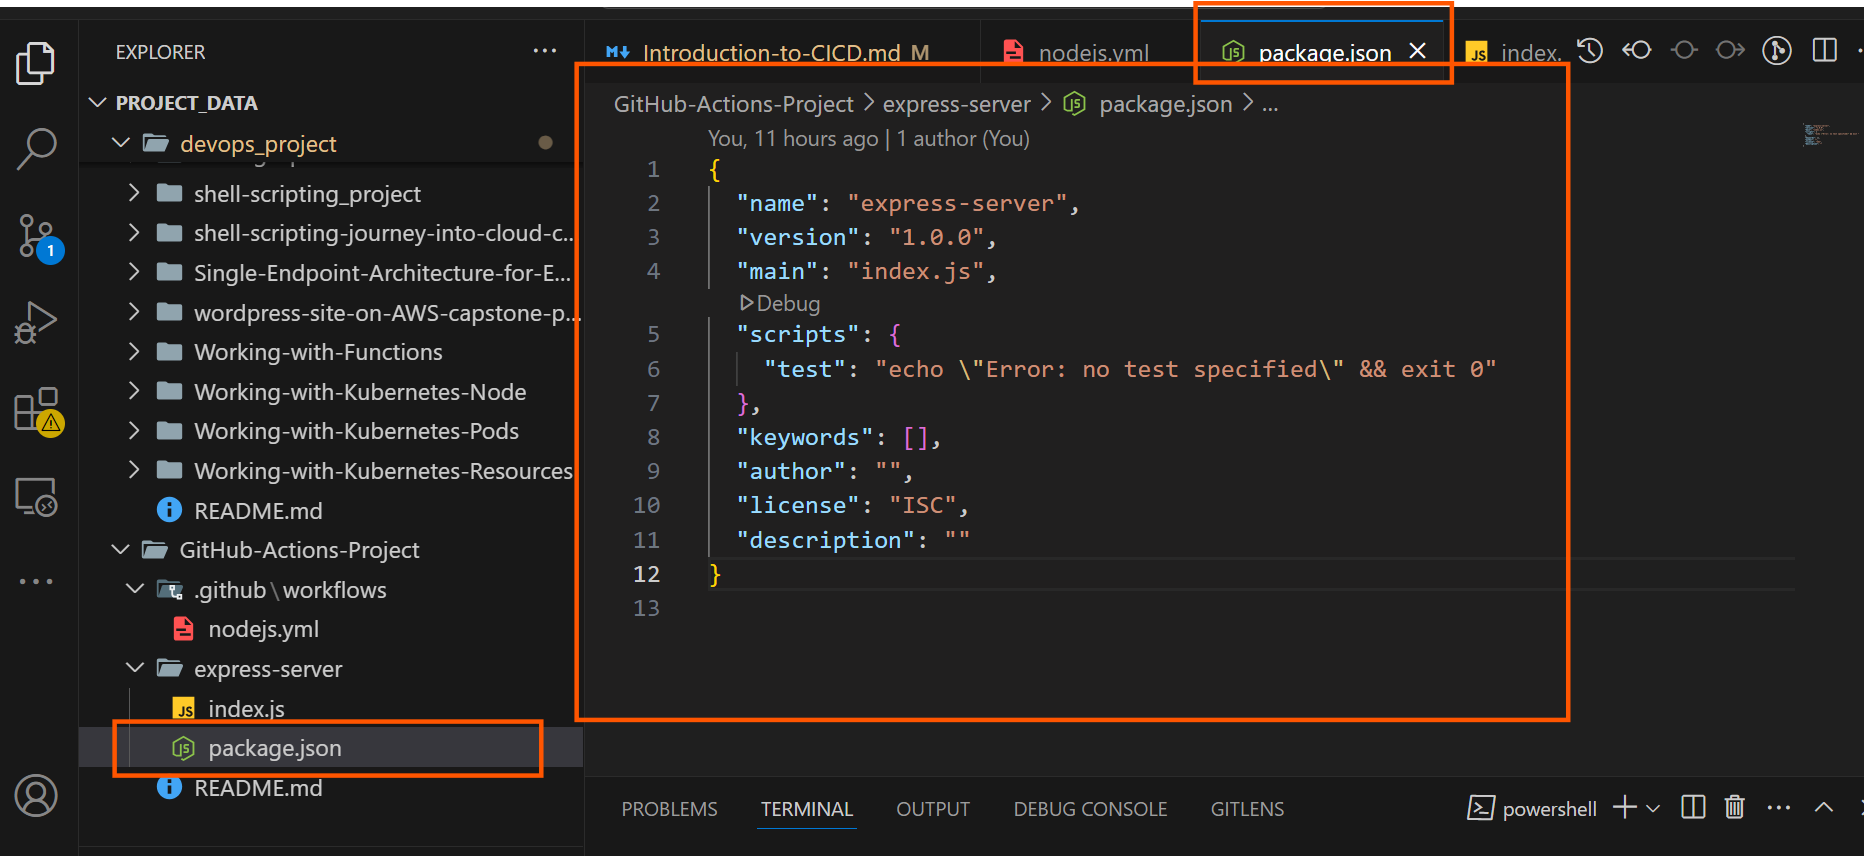 EXPLORER
PROJECT_DATA
devops_project
shell-scripting_project
shell-scripting-journey-into-cloud-c...
Single-Endpoint-Architecture-for-E...
wordpress-site-on-AWS-capstone-p...
Working-with-Functions
Working-with-Kubernetes-Node
Working-with-Kubernetes-Pods
Working-with-Kubernetes-Resources
README.md
GitHub-Actions-Project
.github\workflows
nodejs.yml
express-server
index.js
package.json
README.md
1
Introduction-to-CICD.md M
nodejs.yml
package.json
index.
GitHub-Actions-Project > express-server > package.json > ...
You, 11 hours ago | 1 author (You)
1 {
2 "name": "express-server",
3 "version": "1.0.0",
4 "main": "index.js",
Debug
5 "scripts": {
6 "test": "echo \"Error: no test specified\" && exit 0"
7 },
8 "keywords": [],
9 "author": "",
10 "license": "ISC",
11 "description": ""
12 }
13
PROBLEMS TERMINAL OUTPUT DEBUG CONSOLE GITLENS
powershell